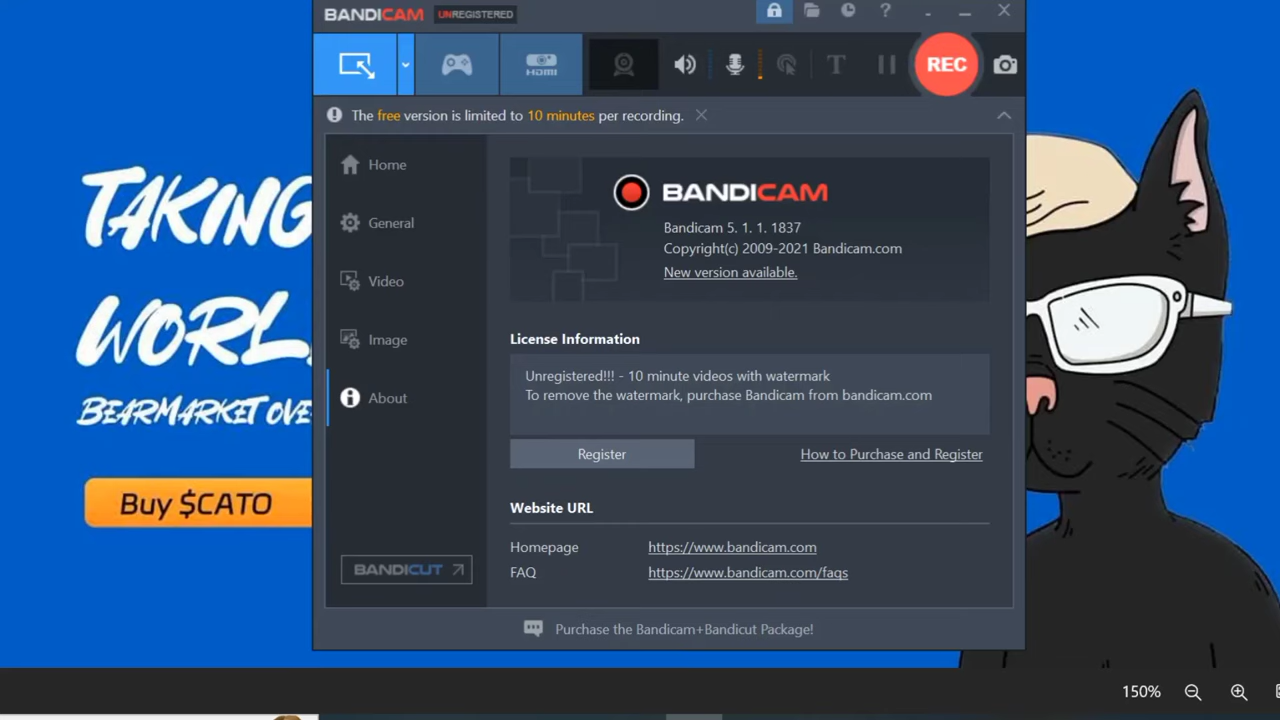 BANDICAM UNREGISTERED
HDMI
T
REC
The free version is limited to 10 minutes per recording.
Home
General
Video
Image
About
BANDICUT
BANDICAM
Bandicam 5. 1. 1. 1837
Copyright(c) 2009-2021 Bandicam.com
New version available.
License Information
Unregistered!!! - 10 minute videos with watermark
To remove the watermark, purchase Bandicam from bandicam.com
Register
How to Purchase and Register
Website URL
Homepage https://www.bandicam.com
FAQ https://www.bandicam.com/faqs
Purchase the Bandicam+Bandicut Package!
TAKING
WORL
BEARMARKET OVE
Buy $CATO
150%